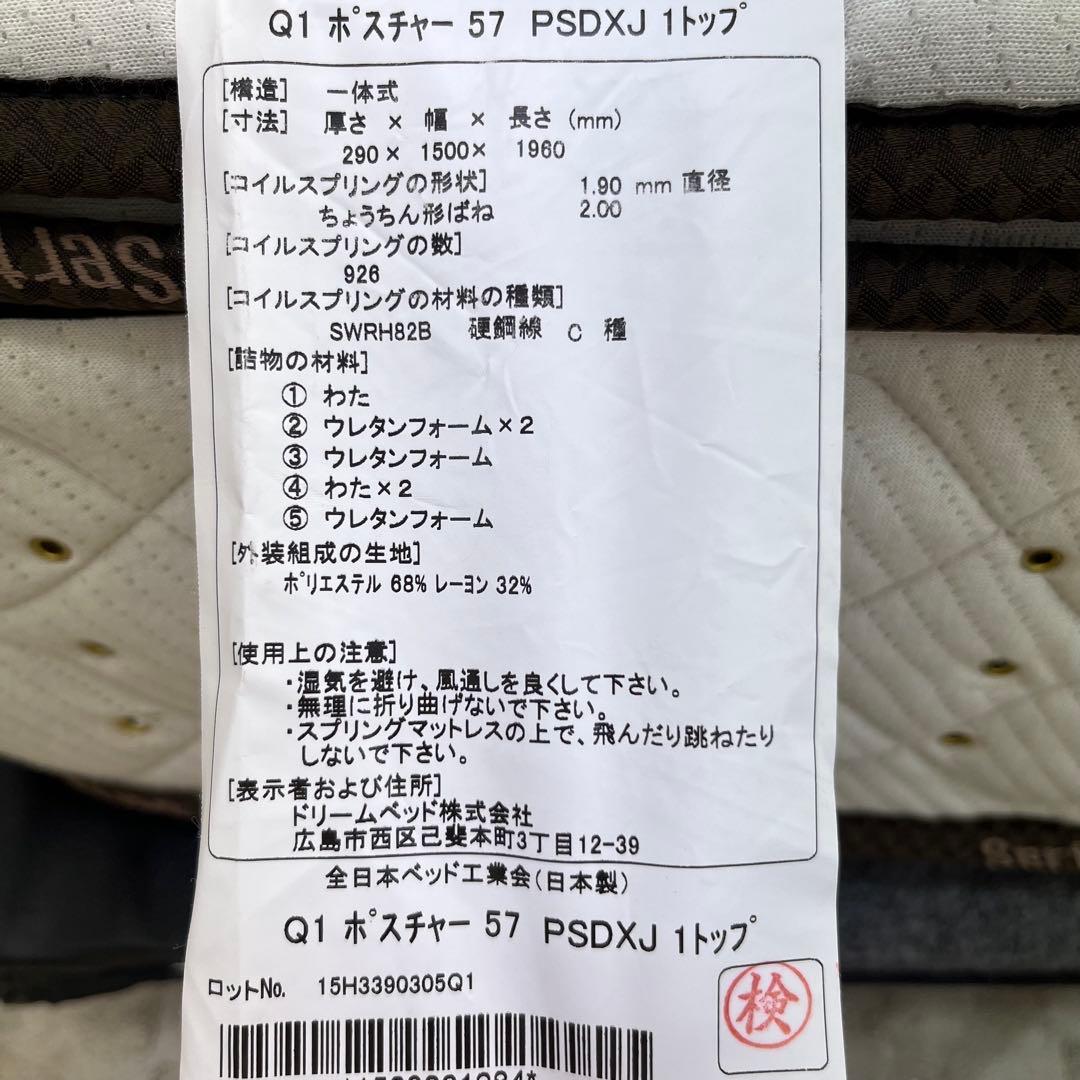 Q1 ﾎﾟｽﾁｬｰ 57 PSDXJ 1ﾄｯﾌﾟ
[構造] 一体式
[寸法] 厚さ × 幅 × 長さ (mm)
290× 1500× 1960
[コイルスプリングの形状] 1.90 mm 直径
ちょうちん形ばね 2.00
[コイルスプリングの数]
926
[コイルスプリングの材料の種類]
SWRH82B 硬鋼線 C 種
[詰物の材料]
① わた
② ウレタンフォーム×2
③ ウレタンフォーム
④ わた×2
⑤ ウレタンフォーム
[外装組成の生地]
ﾎﾟﾘｴｽﾃﾙ 68% ﾚｰﾖﾝ 32%
[使用上の注意]
・湿気を避け、風通しを良くして下さい。
・無理に折り曲げないで下さい。
・スプリングマットレスの上で、飛んだり跳ねたり
しないで下さい。
[表示者および住所]
ドリームベッド株式会社
広島市西区己斐本町3丁目12-39
全日本ベッド工業会(日本製)
Q1 ﾎﾟｽﾁｬｰ 57 PSDXJ 1ﾄｯﾌﾟ
ロットNo. 15H3390305Q1
検
Sert
Sert